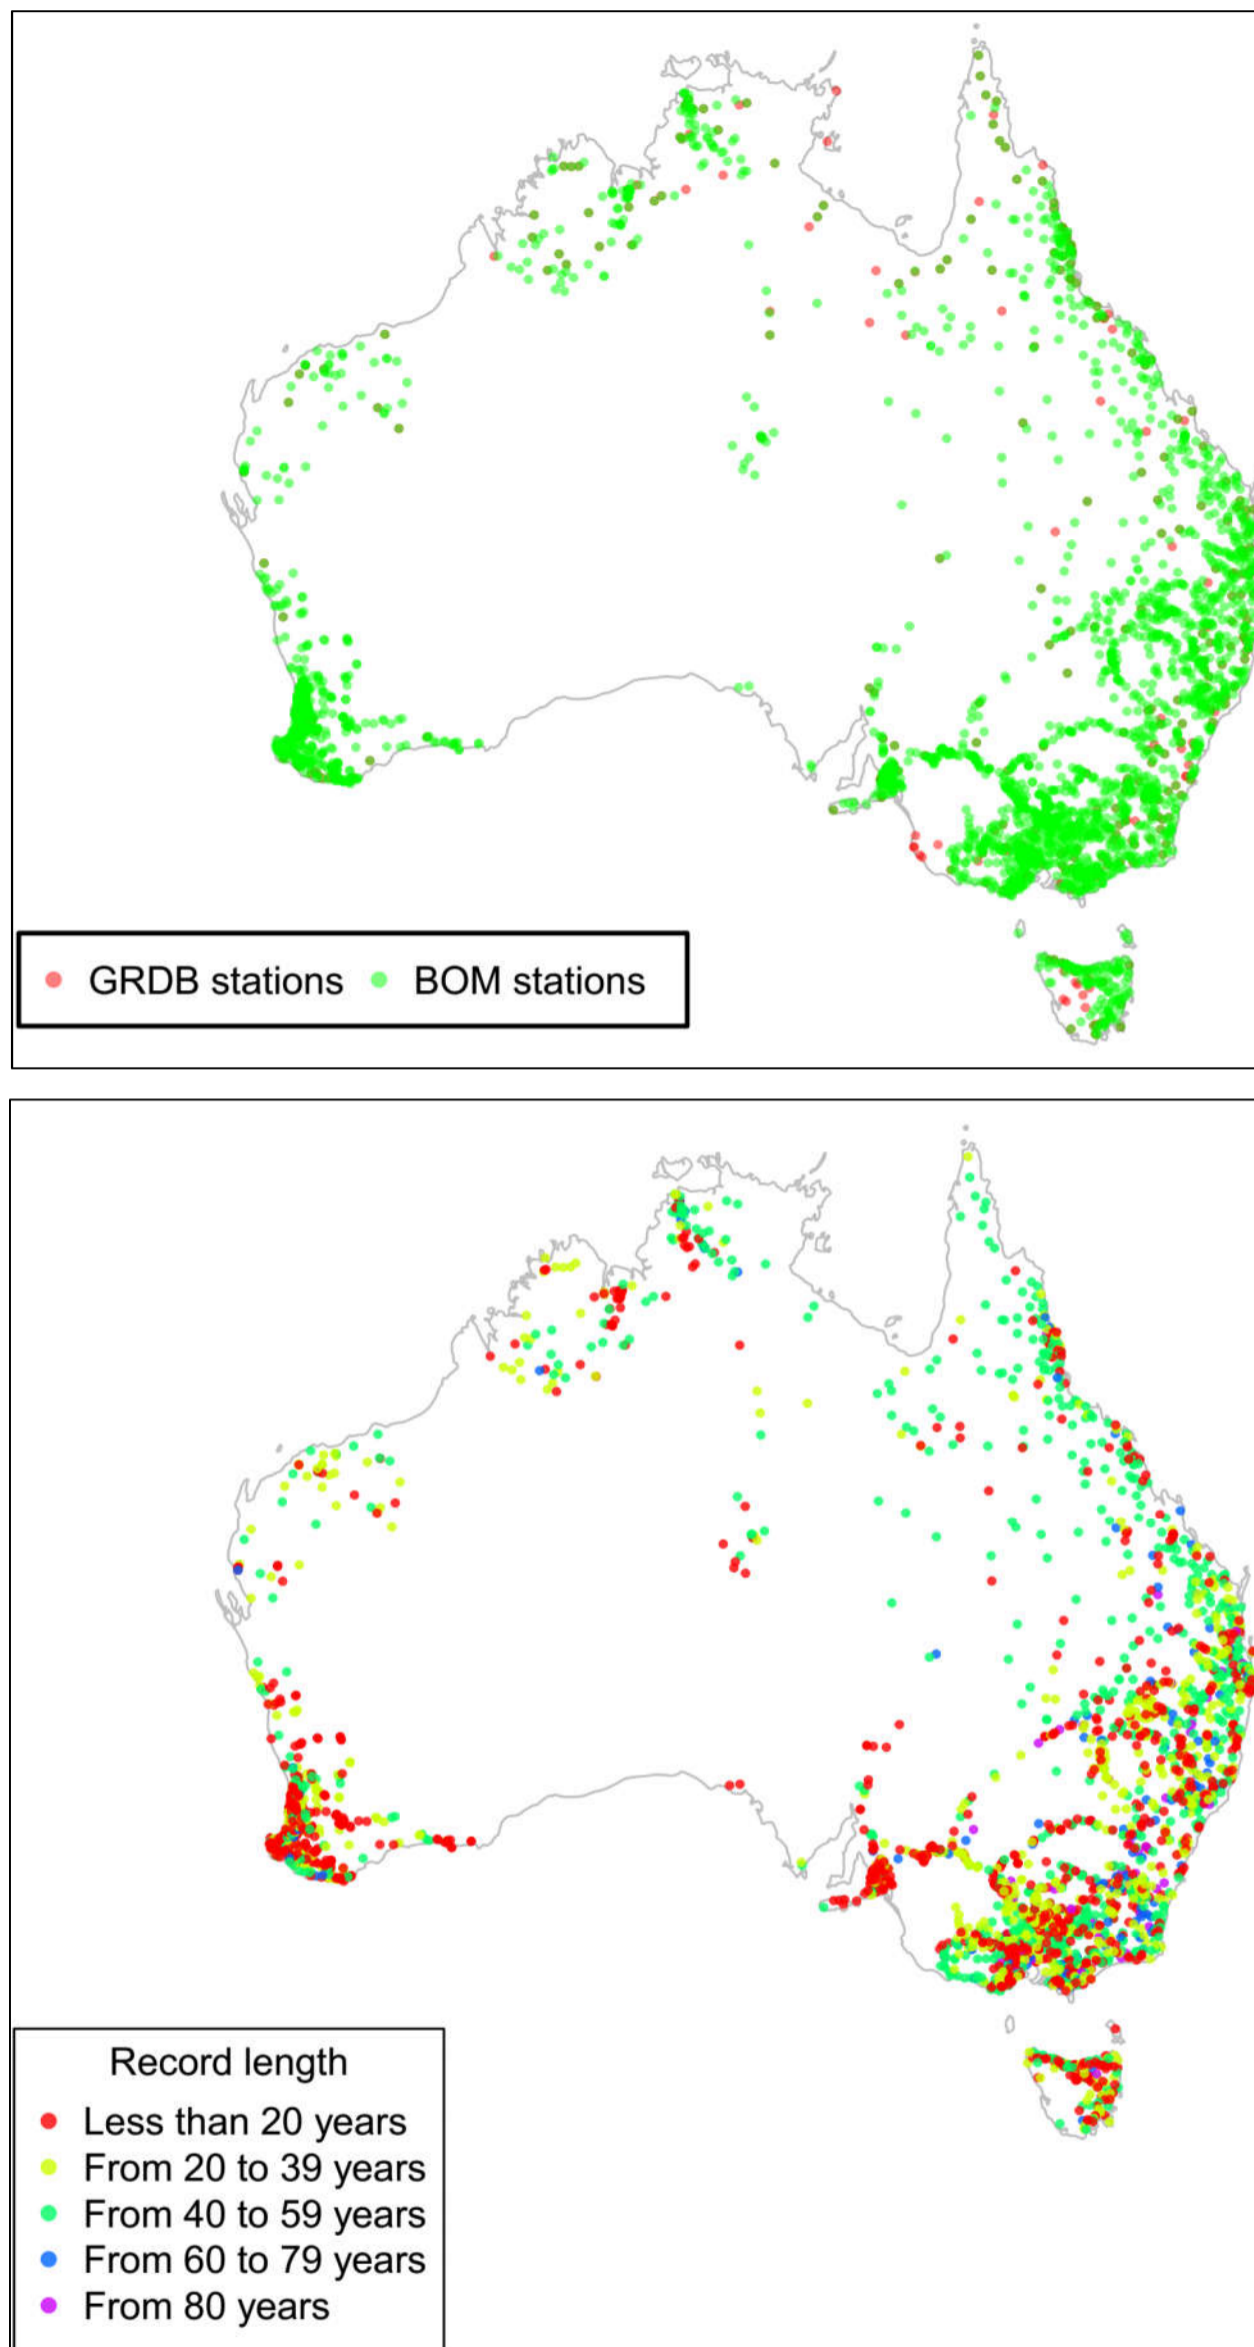 GRDB stations BOM stations
Record length
Less than 20 years
From 20 to 39 years
From 40 to 59 years
From 60 to 79 years
From 80 years